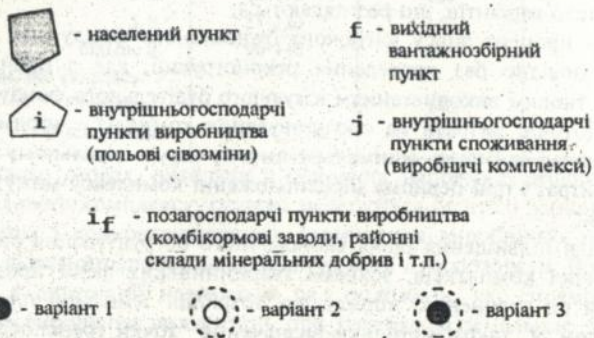 - населений пункт
f - вихідний
вантажнозбірний
пункт
i - внутрішньогосподарчі
пункти виробництва
(польові сівозміни)
j - внутрішньогосподарчі
пункти споживання
(виробничі комплекси)
i f - позагосподарчі пункти виробництва
(комбікормові заводи, районні
склади мінеральних добрив і т.п.)
- варіант 1 - варіант 2 - варіант 3